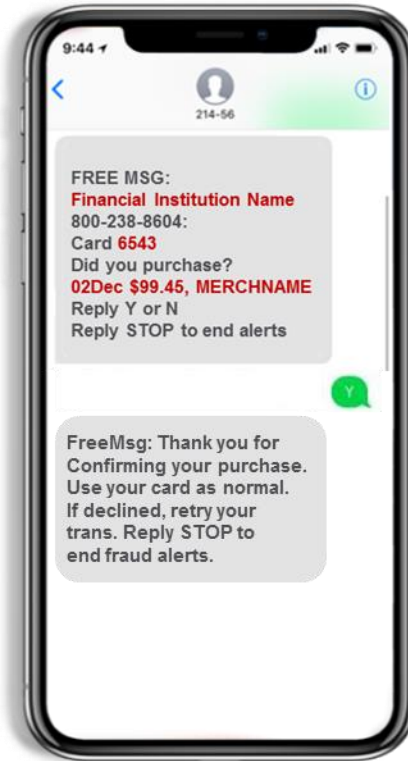 9:44
214-56
FREE MSG:
Financial Institution Name
800-238-8604:
Card 6543
Did you purchase?
02Dec $99.45, MERCHNAME
Reply Y or N
Reply STOP to end alerts
Y
FreeMsg: Thank you for
Confirming your purchase.
Use your card as normal.
If declined, retry your
trans. Reply STOP to
end fraud alerts.